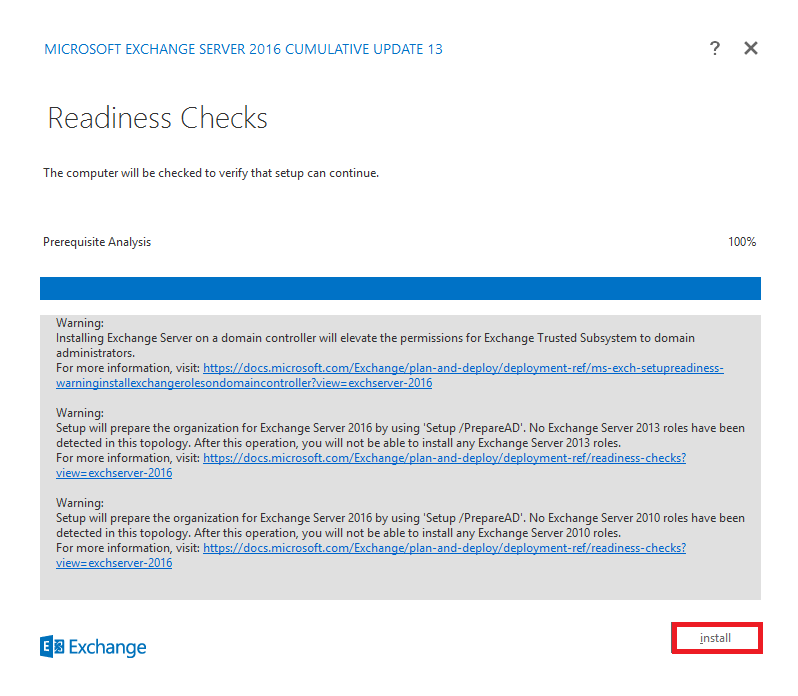 MICROSOFT EXCHANGE SERVER 2016 CUMULATIVE UPDATE 13
?
Readiness Checks
The computer will be checked to verify that setup can continue.
Prerequisite Analysis 100%
Warning:
Installing Exchange Server on a domain controller will elevate the permissions for Exchange Trusted Subsystem to domain
administrators.
For more information, visit: https://docs.microsoft.com/Exchange/plan-and-deploy/deployment-ref/ms-exch-setupreadiness-
warninginstallexchangerolesondomaincontroller?view=exchserver-2016
Warning:
Setup will prepare the organization for Exchange Server 2016 by using 'Setup /PrepareAD'. No Exchange Server 2013 roles have been
detected in this topology. After this operation, you will not be able to install any Exchange Server 2013 roles.
For more information, visit: https://docs.microsoft.com/Exchange/plan-and-deploy/deployment-ref/readiness-checks?
view=exchserver-2016
Warning:
Setup will prepare the organization for Exchange Server 2016 by using 'Setup /PrepareAD'. No Exchange Server 2010 roles have been
detected in this topology. After this operation, you will not be able to install any Exchange Server 2010 roles.
For more information, visit: https://docs.microsoft.com/Exchange/plan-and-deploy/deployment-ref/readiness-checks?
view=exchserver-2016
E Exchange
install